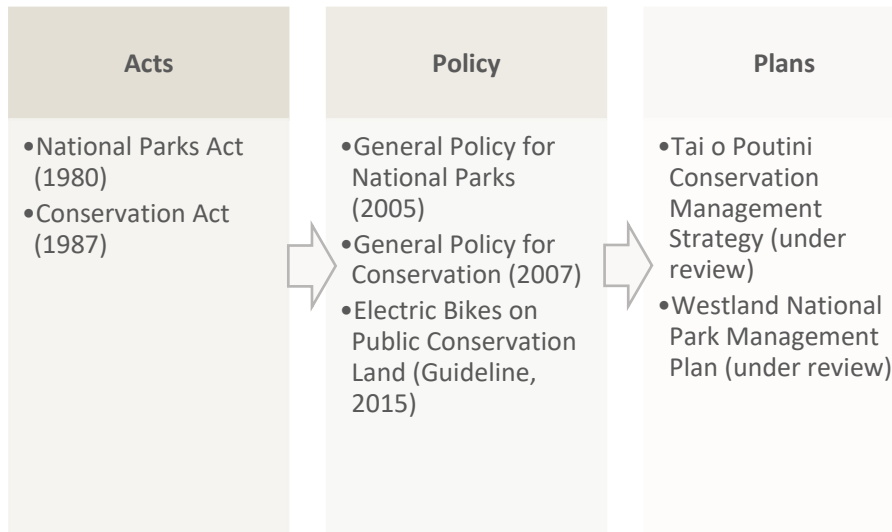 Acts
•National Parks Act
(1980)
•Conservation Act
(1987)
Policy
•General Policy for
National Parks
(2005)
•General Policy for
Conservation (2007)
•Electric Bikes on
Public Conservation
Land (Guideline,
2015)
Plans
•Tai o Poutini
Conservation
Management
Strategy (under
review)
•Westland National
Park Management
Plan (under review)